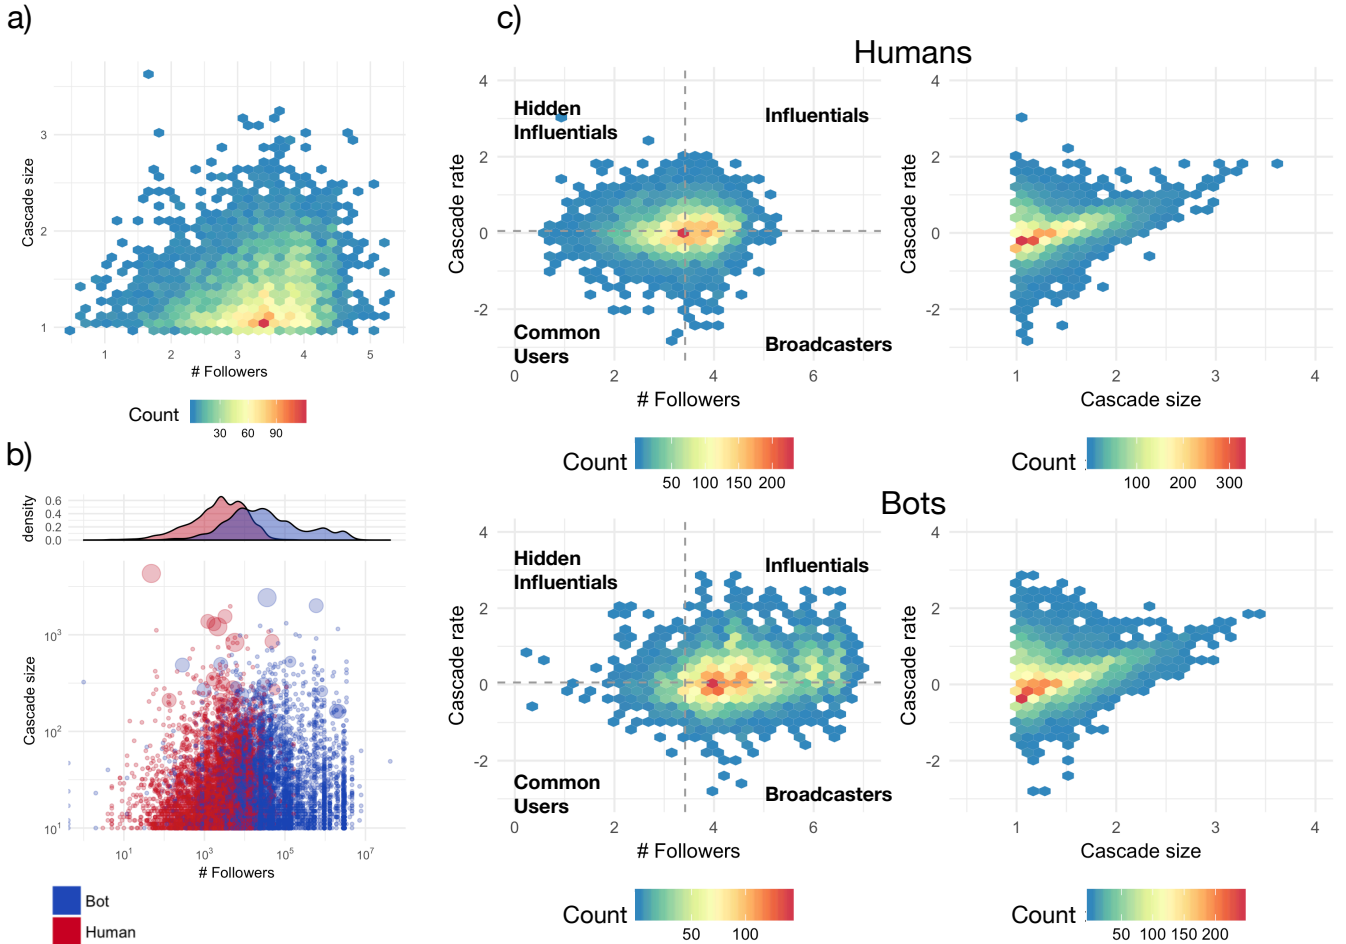 a)
Cascade size
3
2
1
1 2 3 4 5
# Followers
Count
30 60 90
b)
density
0.6
0.4
0.2
0.0
Cascade size
10³
10²
10¹
10¹ 10³ 10⁵ 10⁷
# Followers
Bot
Human
c)
Humans
Cascade rate
4
2
0
-2
Hidden
Influentials
Influentials
Common
Users
Broadcasters
0 2 4 6
# Followers
Count
50 100 150 200
Cascade rate
4
2
0
-2
1 2 3 4
Cascade size
Count
100 200 300
Bots
Cascade rate
4
2
0
-2
Hidden
Influentials
Influentials
Common
Users
Broadcasters
0 2 4 6
# Followers
Count
50 100
Cascade rate
4
2
0
-2
1 2 3 4
Cascade size
Count
50 100 150 200